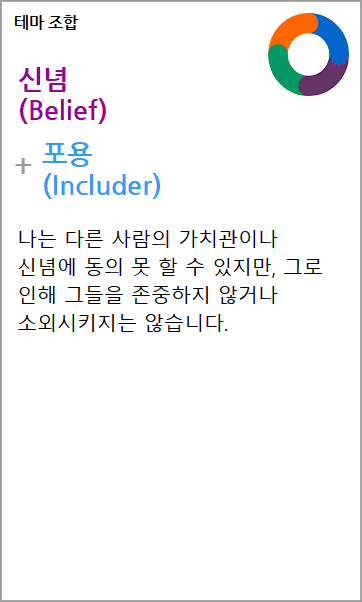 테마 조합
신념
(Belief)
+ 포용
(Includer)
나는 다른 사람의 가치관이나
신념에 동의 못 할 수 있지만, 그로
인해 그들을 존중하지 않거나
소외시키지는 않습니다.